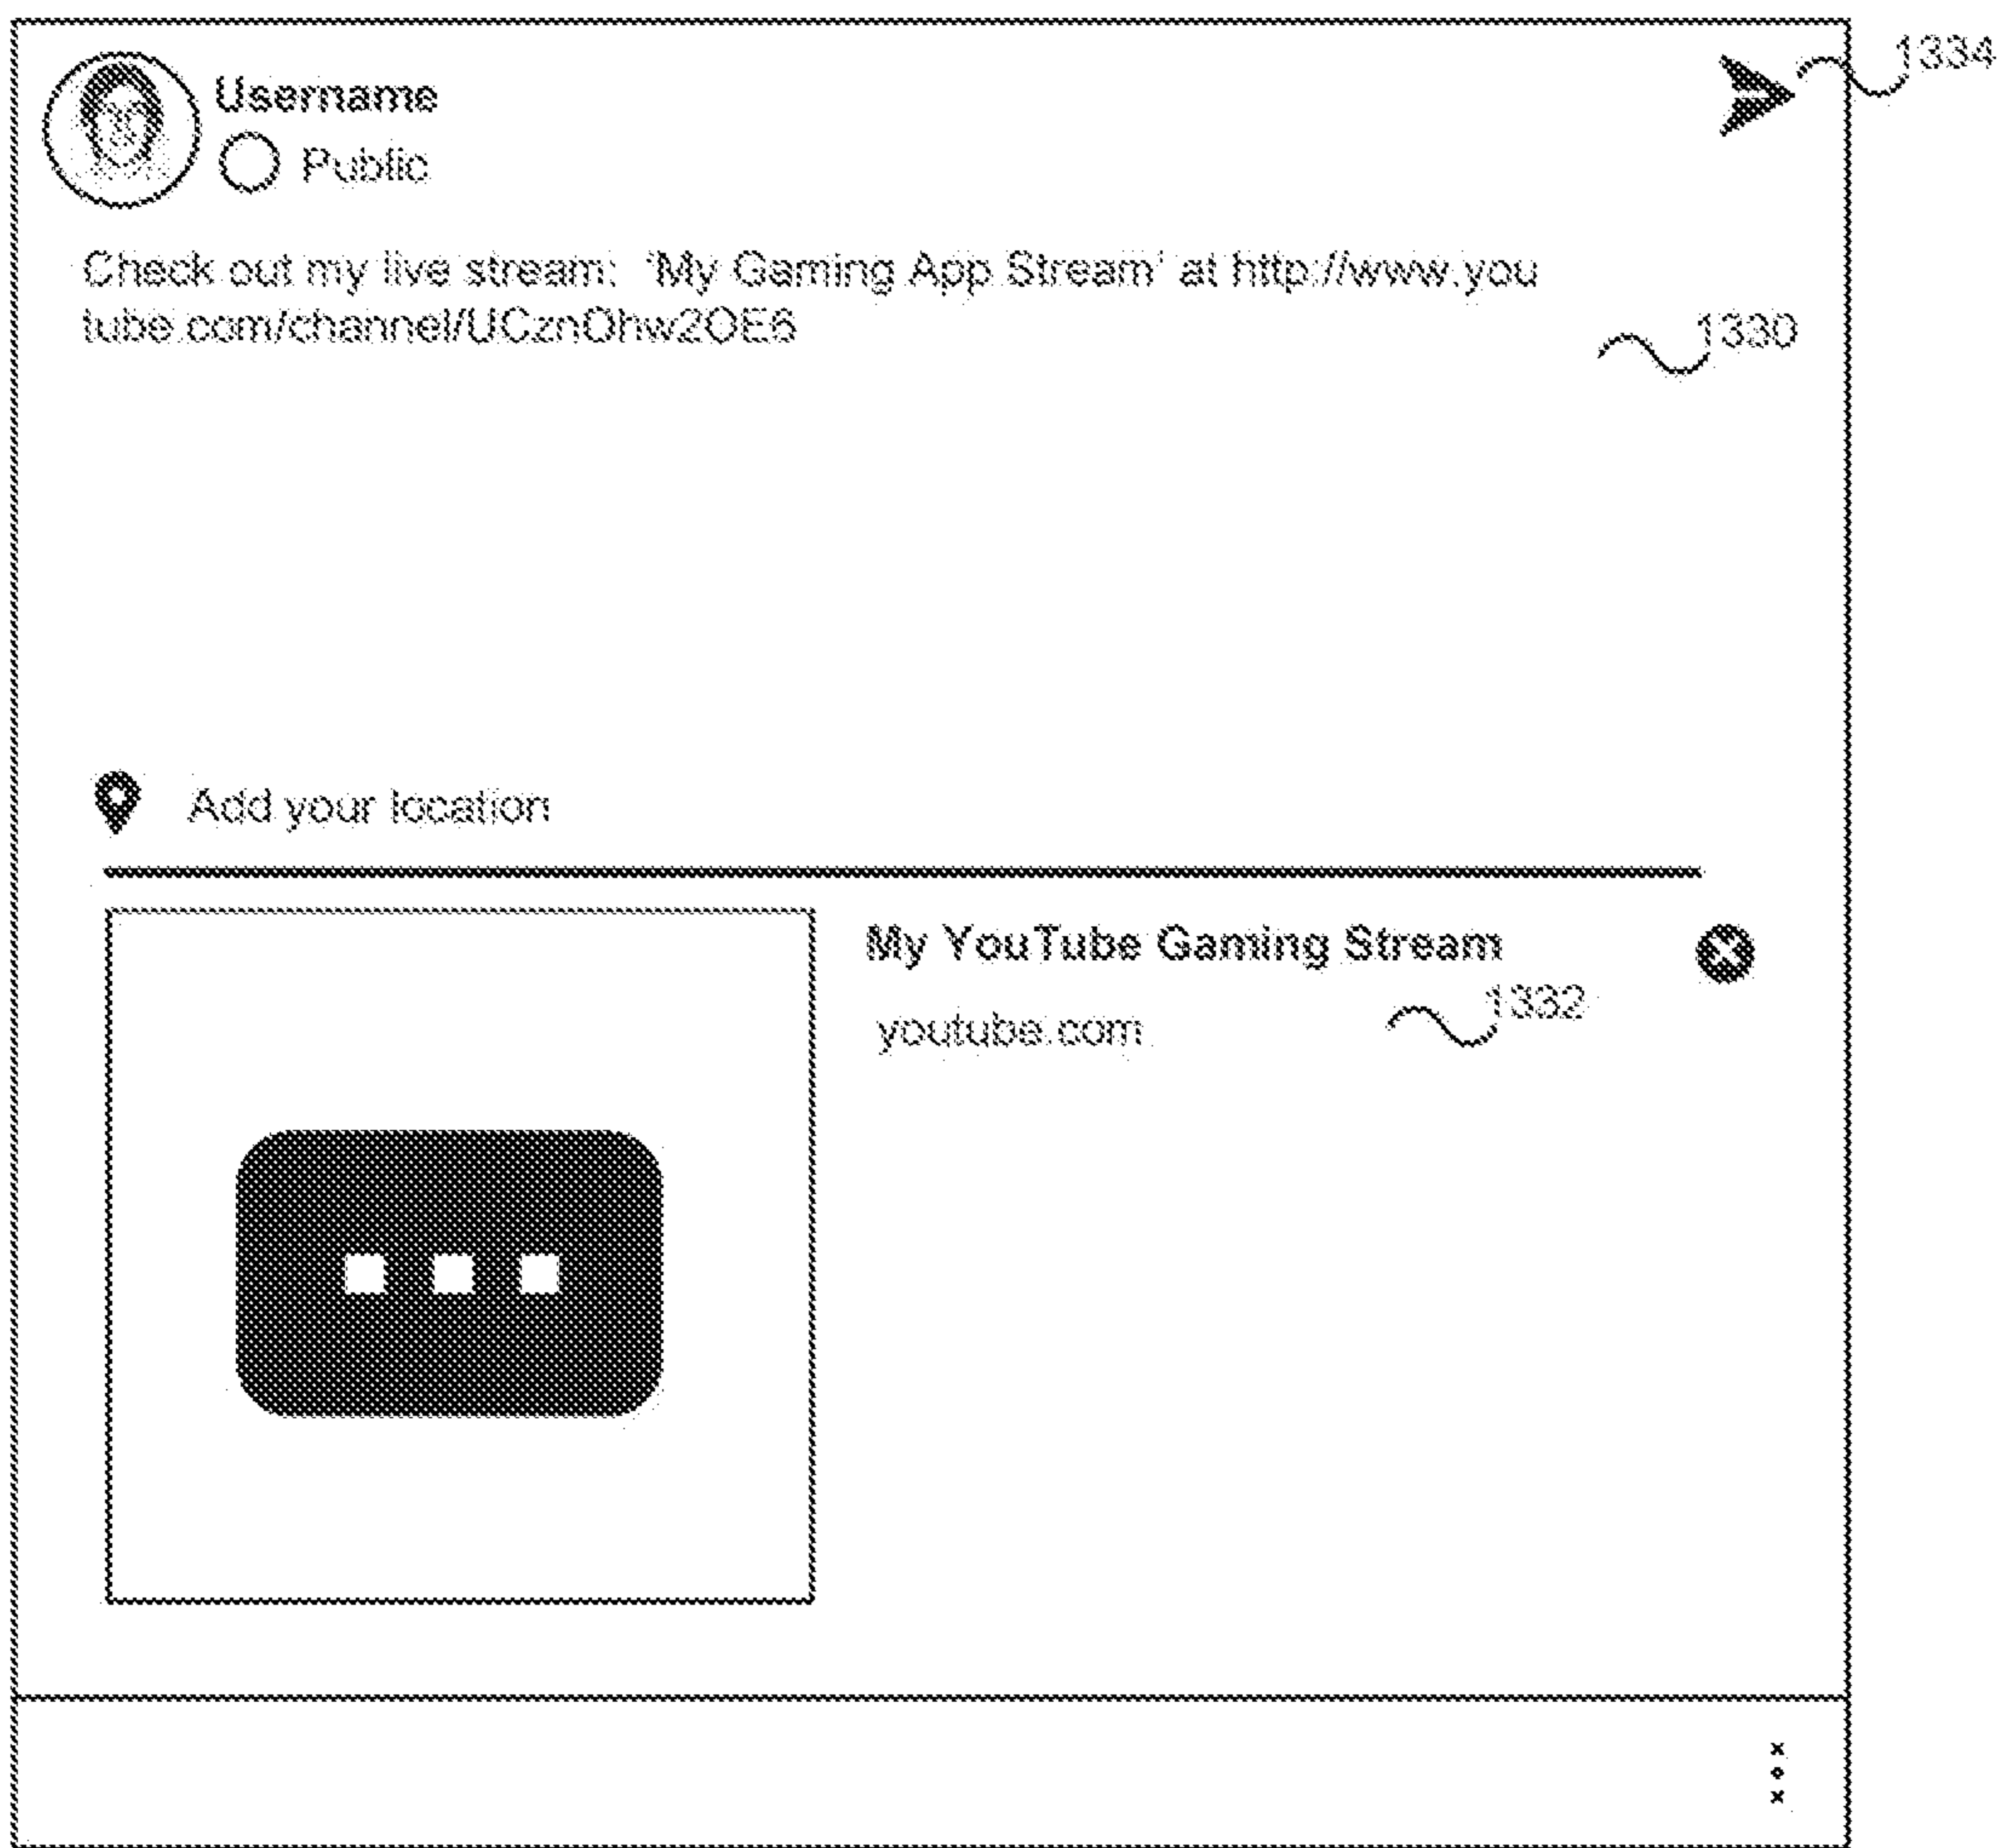 Username
1334
Public
Check out my live stream: 'My Gaming App Stream' at http://www.you
tube.com/channel/UCznOhw2OE6
1330
Add your location
My YouTube Gaming Stream
1332
youtube.com